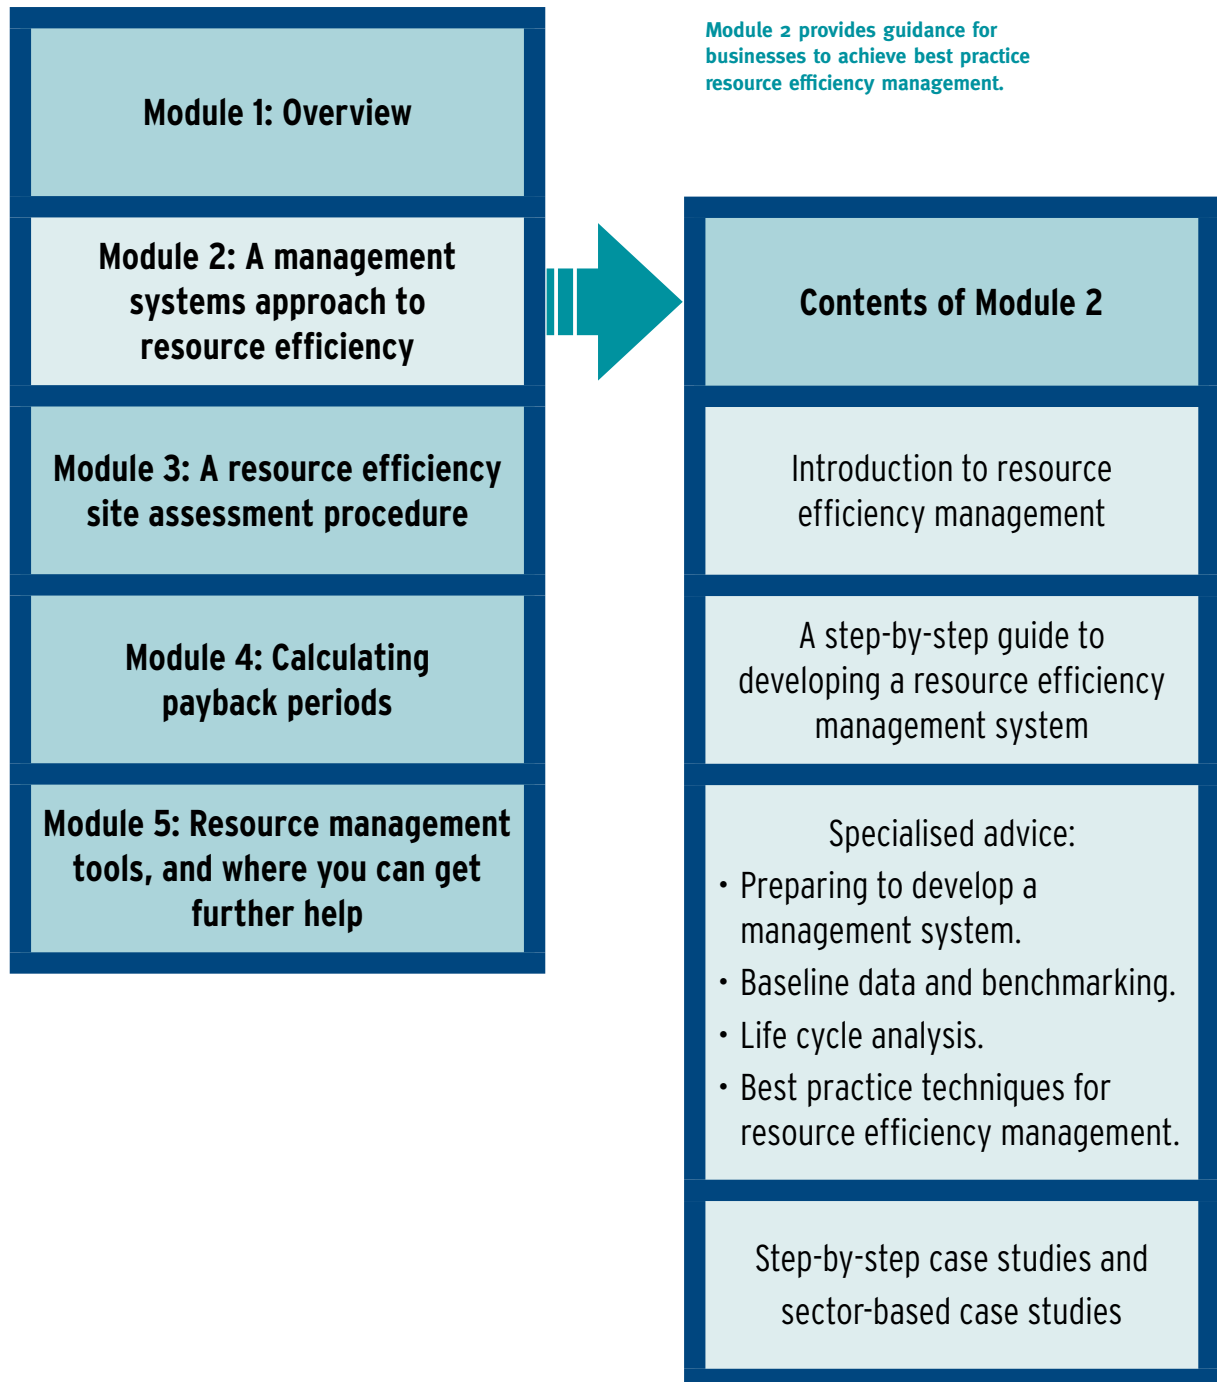 Module 2 provides guidance for
businesses to achieve best practice
resource efficiency management.
Module 1: Overview
Module 2: A management
systems approach to
resource efficiency
Module 3: A resource efficiency
site assessment procedure
Module 4: Calculating
payback periods
Module 5: Resource management
tools, and where you can get
further help
Contents of Module 2
Introduction to resource
efficiency management
A step-by-step guide to
developing a resource efficiency
management system
Specialised advice:
• Preparing to develop a
management system.
• Baseline data and benchmarking.
• Life cycle analysis.
• Best practice techniques for
resource efficiency management.
Step-by-step case studies and
sector-based case studies